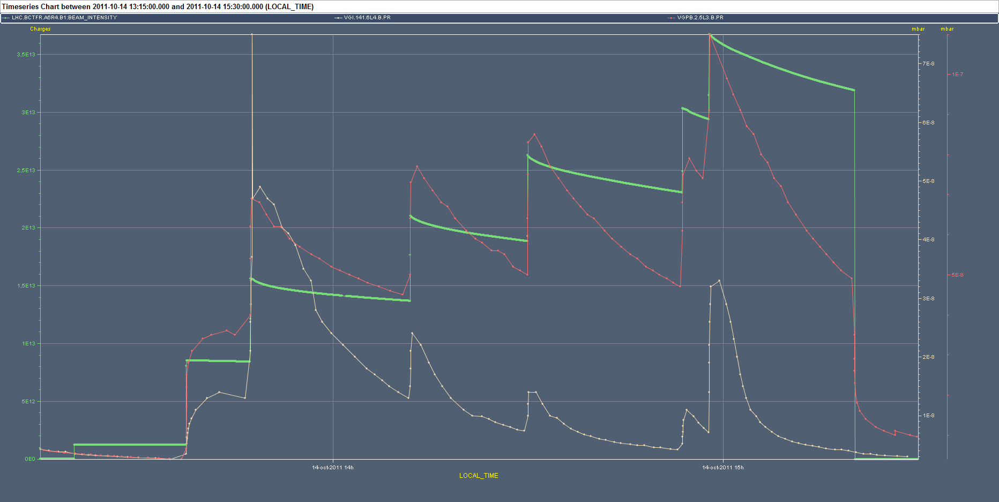 Timeseries Chart between 2011-10-14 13:15:00.000 and 2011-10-14 15:30:00.000 (LOCAL_TIME)
LHC.BCTFR.A6R4.B1:BEAM_INTENSITY VGI.141.6L4.B.PR VGPB.2.5L3.B.PR
Charges mbar mbar
3,5E13
7E-8
1E-7
3E13
6E-8
2,5E13
5E-8
2E13
4E-8
5E-8
1,5E13
3E-8
1E13
2E-8
5E12
1E-8
0E0
14-oct-2011 14h 14-oct-2011 15h
LOCAL_TIME